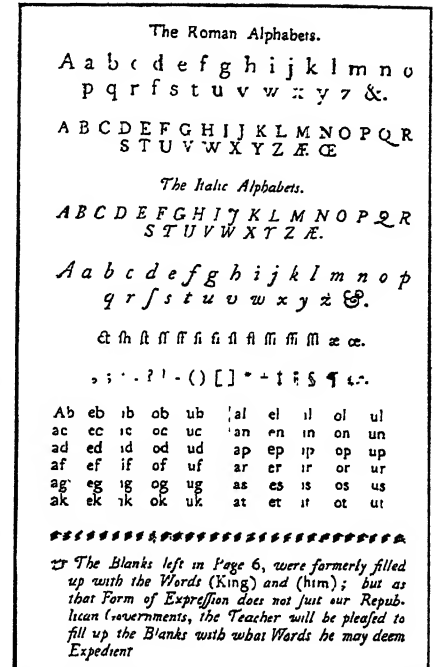 The Roman Alphabets.
A a b c d e f g h i j k l m n o
p q r f s t u v w x y z &.
A B C D E F G H I J K L M N O P Q R
S T U V W X Y Z Æ Œ
The Italic Alphabets.
A B C D E F G H I J K L M N O P Q R
S T U V W X Y Z Æ.
A a b c d e f g h i j k l m n o p
q r ſ s t u v w x y z &.
æ œ.
, ; : . ? ! - ( ) [ ] * † ‡ § ¶
Ab eb ib ob ub al el il ol ul
ac ec ic oc uc an en in on un
ad ed id od ud ap ep ip op up
af ef if of uf ar er ir or ur
ag eg ig og ug as es is os us
ak ek ik ok uk at et it ot ut
☞ The Blanks left in Page 6, were formerly filled
up with the Words (King) and (him); but as
that Form of Expreſſion does not ſuit our Repub-
lican Governments, the Teacher will be pleaſed to
fill up the Blanks with what Words he may deem
Expedient